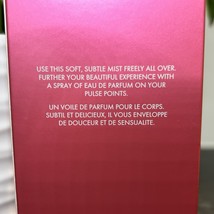 USE THIS SOFT, SUBTLE MIST FREELY ALL OVER.
FURTHER YOUR BEAUTIFUL EXPERIENCE WITH
A SPRAY OF EAU DE PARFUM ON YOUR
PULSE POINTS.
UN VOILE DE PARFUM POUR LE CORPS.
SUBTIL ET DELICIEUX, IL VOUS ENVELOPPE
DE DOUCEUR ET DE SENSUALITE.